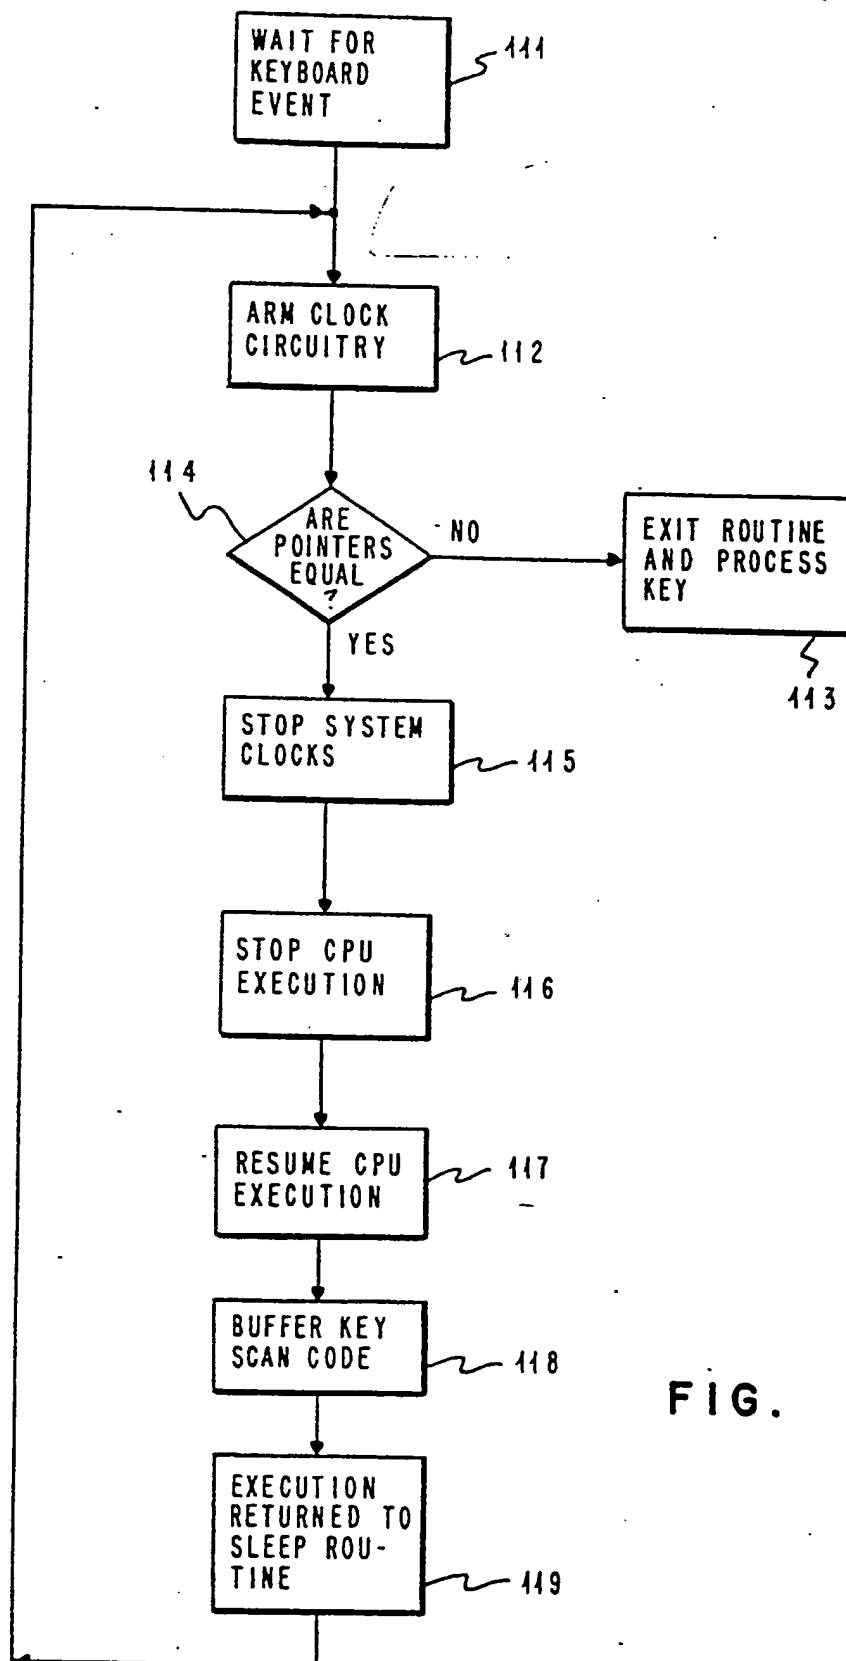 WAIT FOR
KEYBOARD
EVENT
111
ARM CLOCK
CIRCUITRY
112
114
ARE
POINTERS
EQUAL
?
NO
EXIT ROUTINE
AND PROCESS
KEY
113
YES
STOP SYSTEM
CLOCKS
115
STOP CPU
EXECUTION
116
RESUME CPU
EXECUTION
117
BUFFER KEY
SCAN CODE
118
FIG.
EXECUTION
RETURNED TO
SLEEP ROU-
TINE
119